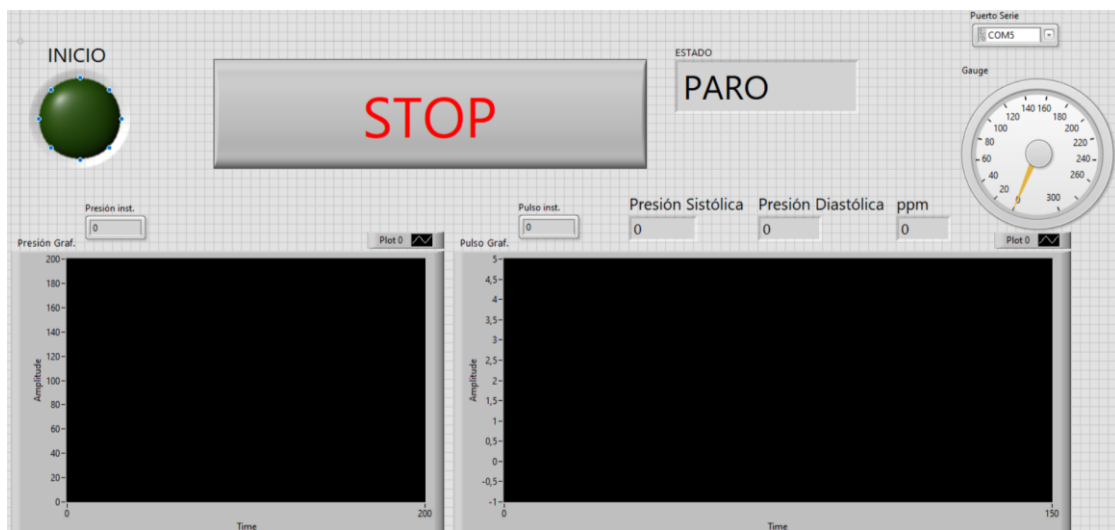 Puerto Serie
COM5
INICIO
STOP
ESTADO
PARO
Gauge
0
20
40
60
80
100
120
140
160
180
200
220
240
260
300
Presión inst.
0
Pulso inst.
0
Presión Sistólica
0
Presión Diastólica
0
ppm
0
Presión Graf.
Plot 0
200
180
160
140
120
100
80
60
40
20
0
Amplitude
0
200
Time
Pulso Graf.
Plot 0
5
4,5
4
3,5
3
2,5
2
1,5
1
0,5
0
-0,5
-1
Amplitude
0
150
Time